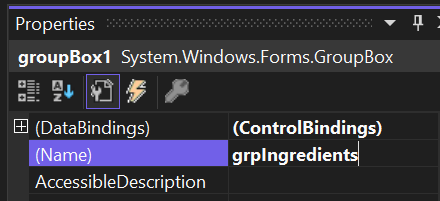 Properties
groupBox1 System.Windows.Forms.GroupBox
(DataBindings) (ControlBindings)
(Name) grpIngredients
AccessibleDescription